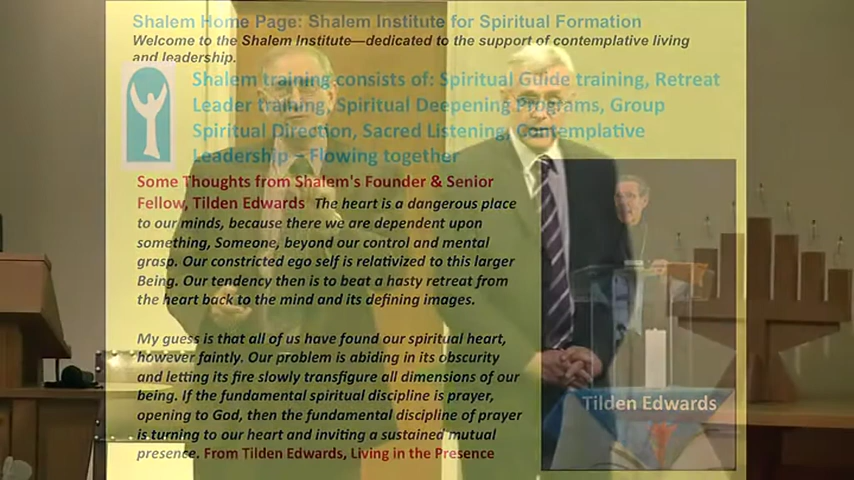 Shalem Home Page: Shalem Institute for Spiritual Formation
Welcome to the Shalem Institute—dedicated to the support of contemplative living
and leadership.
Shalem training consists of: Spiritual Guide training, Retreat
Leader training, Spiritual Deepening Programs, Group
Spiritual Direction, Sacred Listening, Contemplative
Leadership – Flowing together
Some Thoughts from Shalem's Founder & Senior
Fellow, Tilden Edwards The heart is a dangerous place
to our minds, because there we are dependent upon
something, Someone, beyond our control and mental
grasp. Our constricted ego self is relativized to this larger
Being. Our tendency then is to beat a hasty retreat from
the heart back to the mind and its defining images.
My guess is that all of us have found our spiritual heart,
however faintly. Our problem is abiding in its obscurity
and letting its fire slowly transfigure all dimensions of our
being. If the fundamental spiritual discipline is prayer,
opening to God, then the fundamental discipline of prayer
is turning to our heart and inviting a sustained mutual
presence. From Tilden Edwards, Living in the Presence
Tilden Edwards